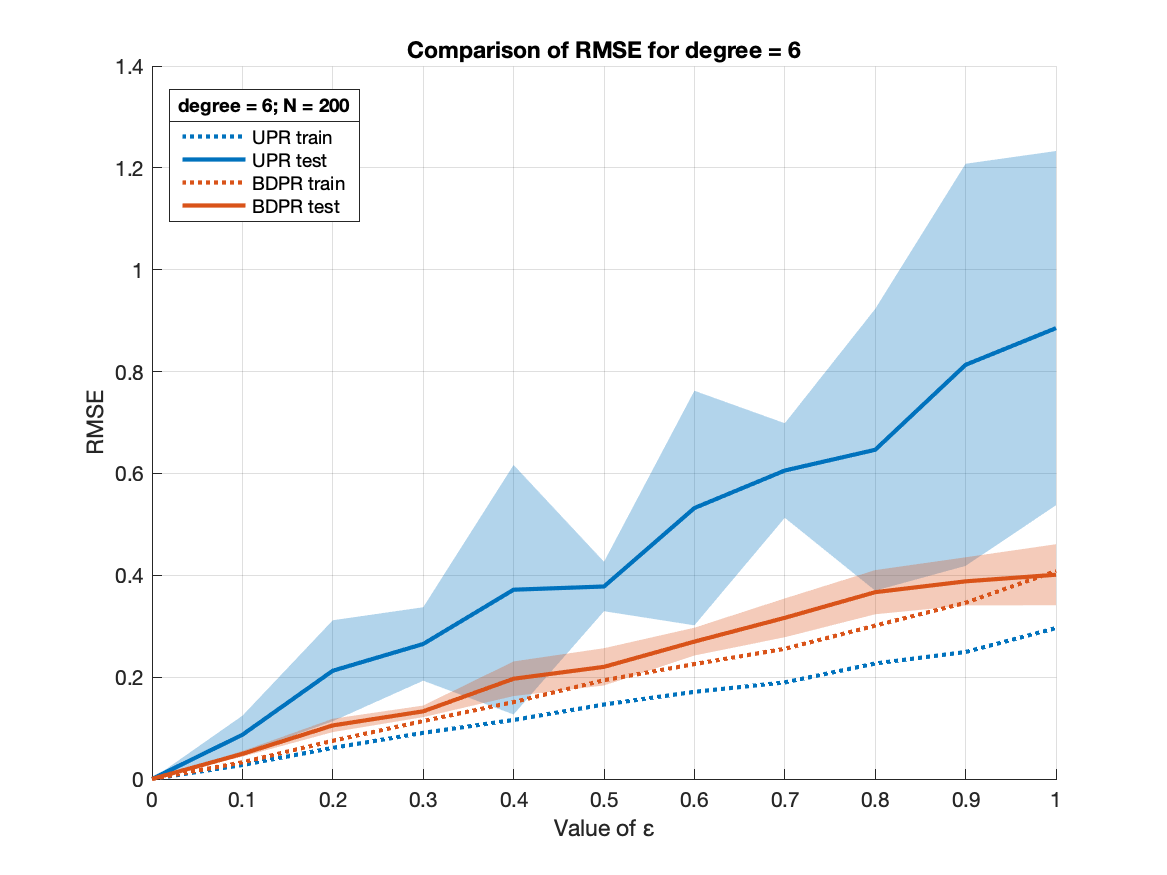 Comparison of RMSE for degree = 6
1.4
1.2
1
0.8
0.6
0.4
0.2
0
RMSE
degree = 6; N = 200
UPR train
UPR test
BDPR train
BDPR test
0 0.1 0.2 0.3 0.4 0.5 0.6 0.7 0.8 0.9 1
Value of ε